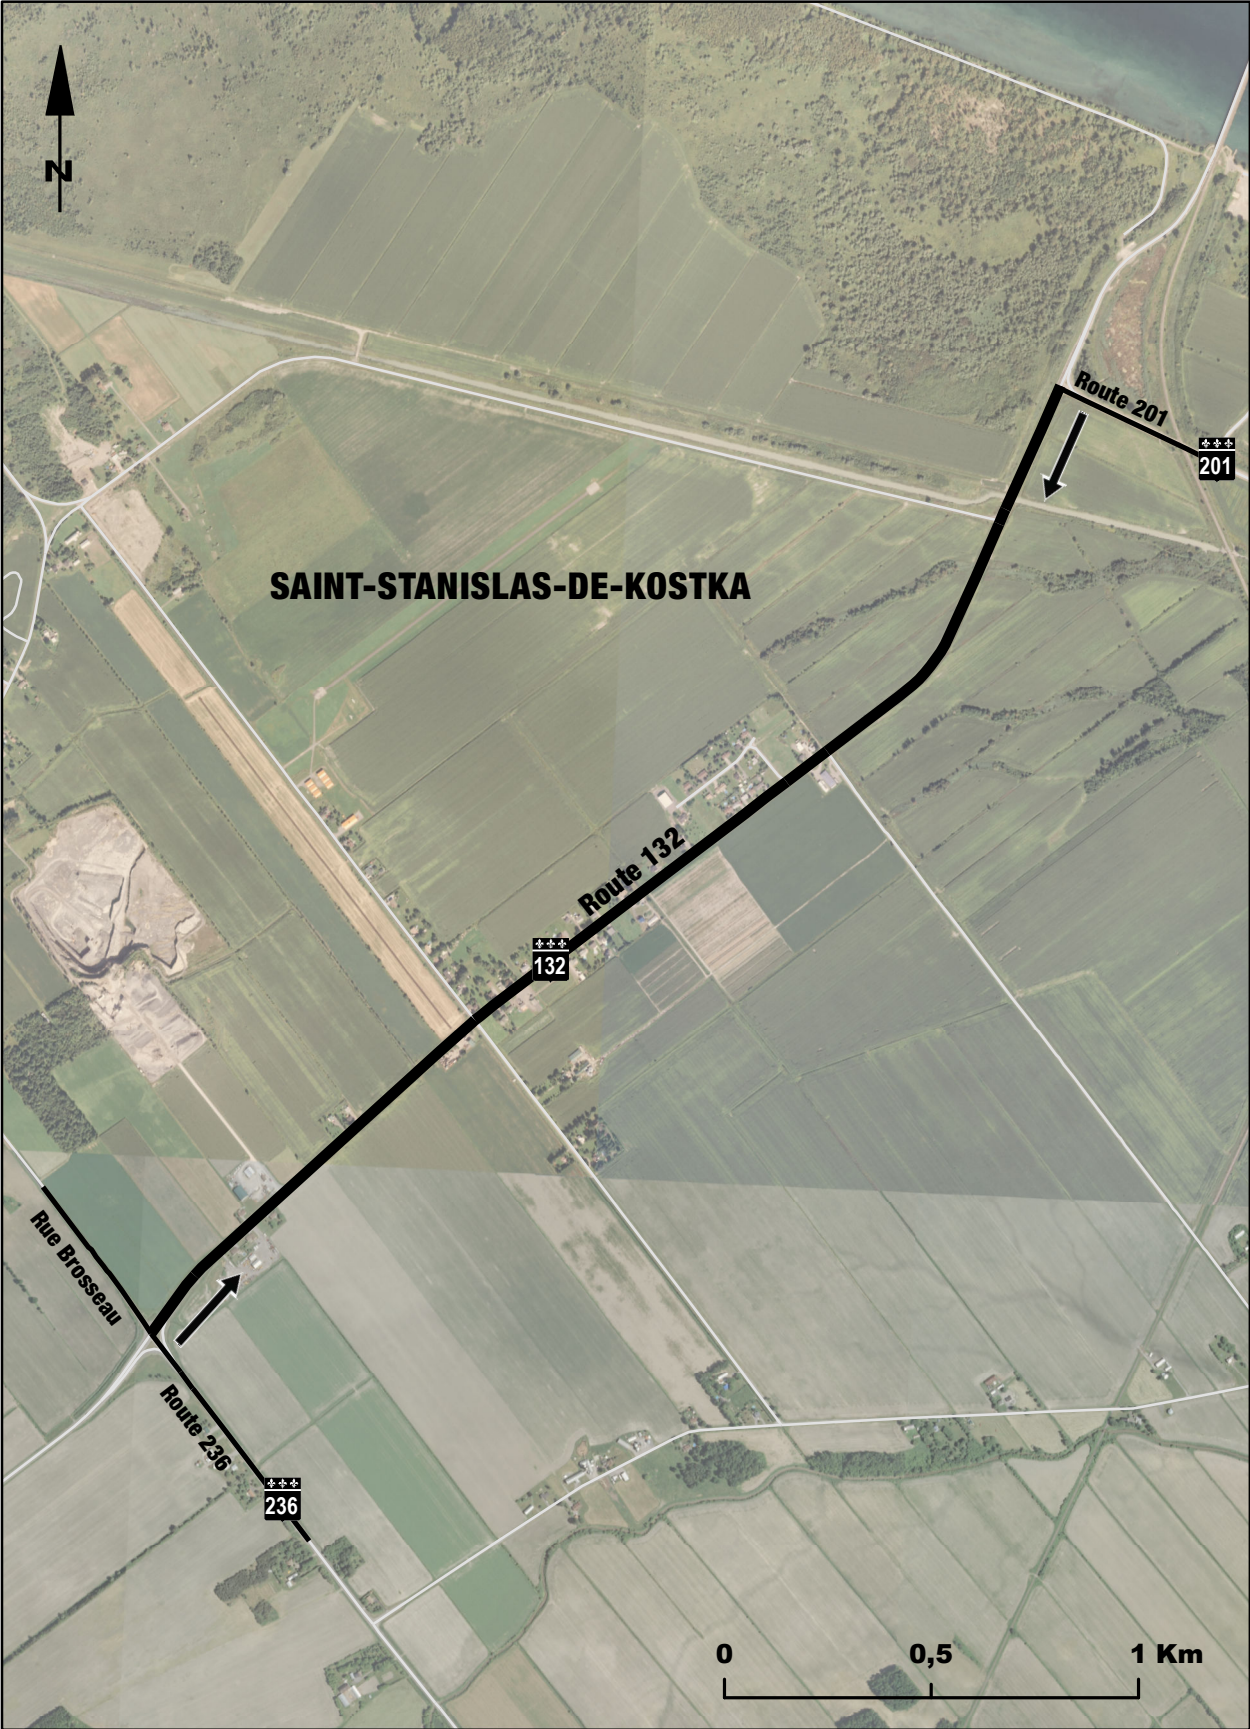 N
Route 201
201
SAINT-STANISLAS-DE-KOSTKA
Route 132
132
Rue Brosseau
Route 236
236
0 0,5 1 Km